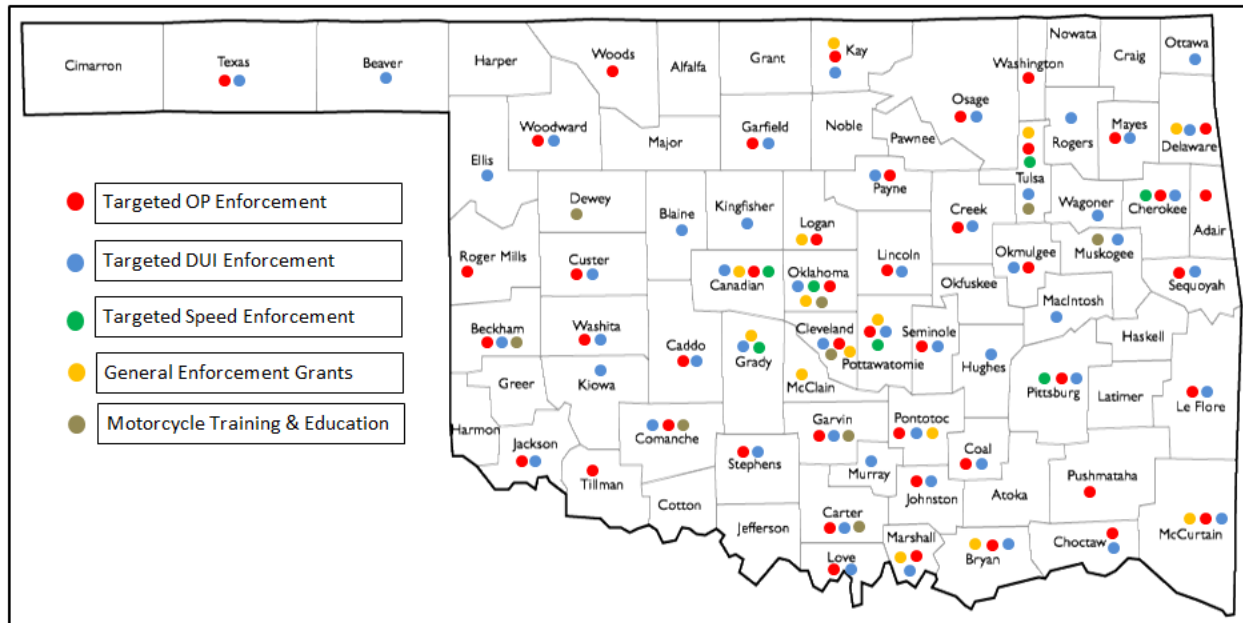 Cimarron
Texas
Beaver
Harper
Woods
Alfalfa
Grant
Kay
Nowata
Washington
Craig
Ottawa
Osage
Woodward
Major
Garfield
Noble
Pawnee
Rogers
Mayes
Delaware
Ellis
Payne
Tulsa
Targeted OP Enforcement
Dewey
Blaine
Kingfisher
Logan
Creek
Wagoner
Cherokee
Adair
Targeted DUI Enforcement
Roger Mills
Custer
Canadian
Oklahoma
Lincoln
Okfuskee
Okmulgee
Muskogee
Sequoyah
Targeted Speed Enforcement
Beckham
Washita
Caddo
Grady
Cleveland
Pottawatomie
Seminole
Hughes
MacIntosh
Haskell
General Enforcement Grants
Greer
Kiowa
McClain
Pittsburg
Latimer
Le Flore
Motorcycle Training & Education
Harmon
Jackson
Tillman
Comanche
Stephens
Garvin
Pontotoc
Murray
Coal
Johnston
Atoka
Pushmataha
Cotton
Jefferson
Carter
Love
Marshall
Bryan
Choctaw
McCurtain